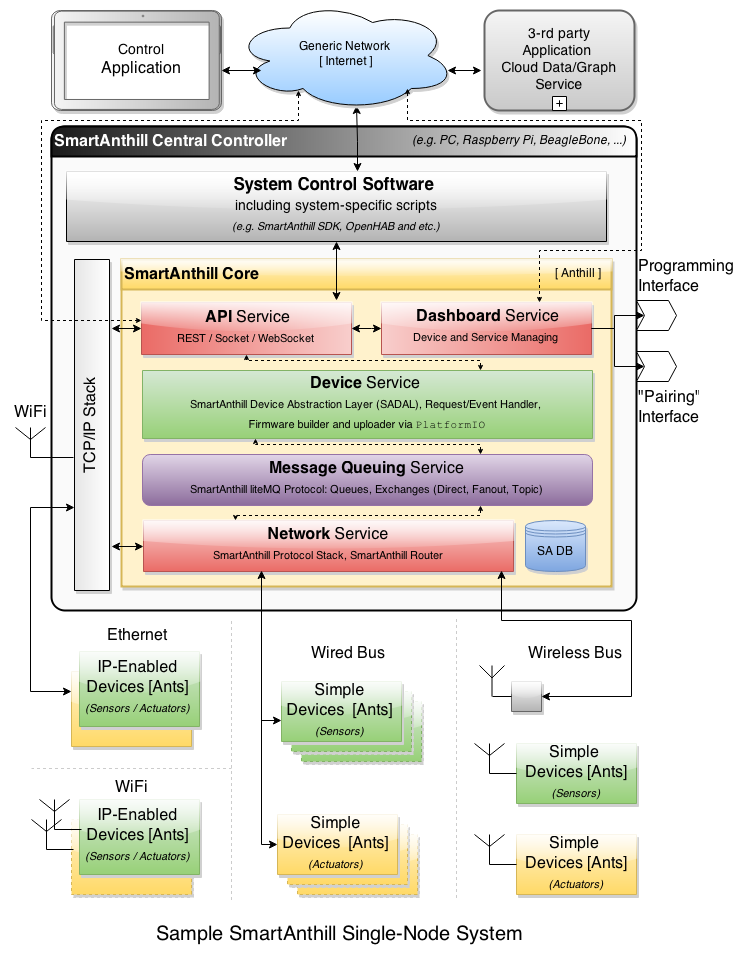 Control
Application
Generic Network
[ Internet ]
3-rd party
Application
Cloud Data/Graph
Service
+
SmartAnthill Central Controller
(e.g. PC, Raspberry Pi, BeagleBone, ...)
System Control Software
including system-specific scripts
(e.g. SmartAnthill SDK, OpenHAB and etc.)
SmartAnthill Core
[ Anthill ]
Programming
Interface
API Service
REST / Socket / WebSocket
Dashboard Service
Device and Service Managing
"Pairing"
Interface
WiFi
TCP/IP Stack
Device Service
SmartAnthill Device Abstraction Layer (SADAL), Request/Event Handler,
Firmware builder and uploader via PlatformIO
Message Queuing Service
SmartAnthill liteMQ Protocol: Queues, Exchanges (Direct, Fanout, Topic)
Network Service
SmartAnthill Protocol Stack, SmartAnthill Router
SA DB
Ethernet
IP-Enabled
Devices [Ants]
(Sensors / Actuators)
WiFi
IP-Enabled
Devices [Ants]
(Sensors / Actuators)
Wired Bus
Simple
Devices [Ants]
(Sensors)
Simple
Devices [Ants]
(Actuators)
Wireless Bus
Simple
Devices [Ants]
(Sensors)
Simple
Devices [Ants]
(Actuators)
Sample SmartAnthill Single-Node System